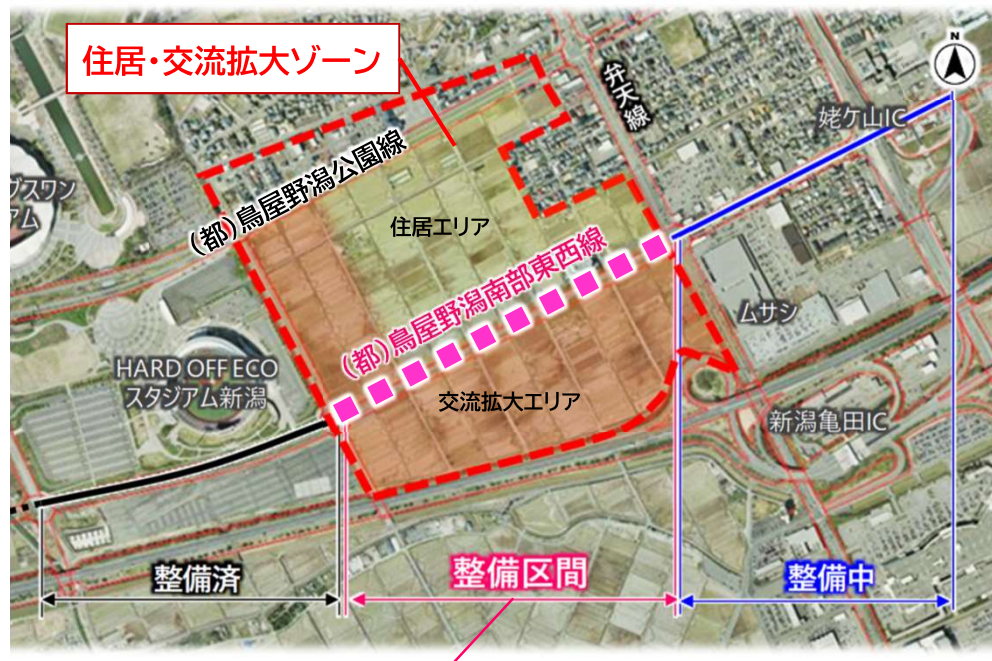 住居・交流拡大ゾーン
N
弁天線
姥ケ山IC
(都)鳥屋野潟公園線
住居エリア
(都)鳥屋野潟南部東西線
ムサシ
HARD OFF ECO
スタジアム新潟
交流拡大エリア
新潟亀田IC
整備済
整備区間
整備中